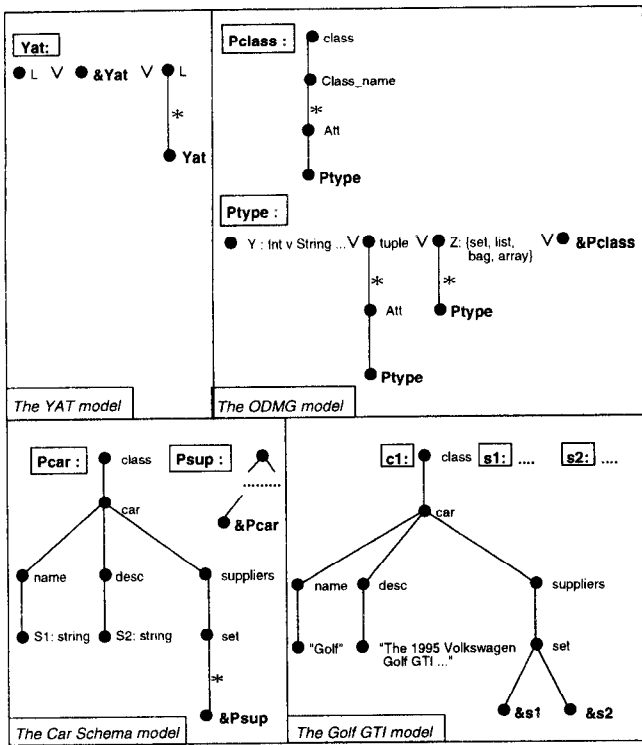 Yat:
L ∨ &Yat ∨ L
*
Yat
The YAT model
Pclass :
class
Class_name
*
Att
Ptype
Ptype :
Y : Int v String ... ∨ tuple ∨ Z: {set, list, ∨ &Pclass
bag, array}
* *
Att Ptype
Ptype
The ODMG model
Pcar : class Psup :
car
&Pcar
name desc suppliers
S1: string S2: string set
*
&Psup
The Car Schema model
c1: class s1: .... s2: ....
car
name desc suppliers
"Golf" "The 1995 Volkswagen set
Golf GTI ..."
&s1 &s2
The Golf GTI model